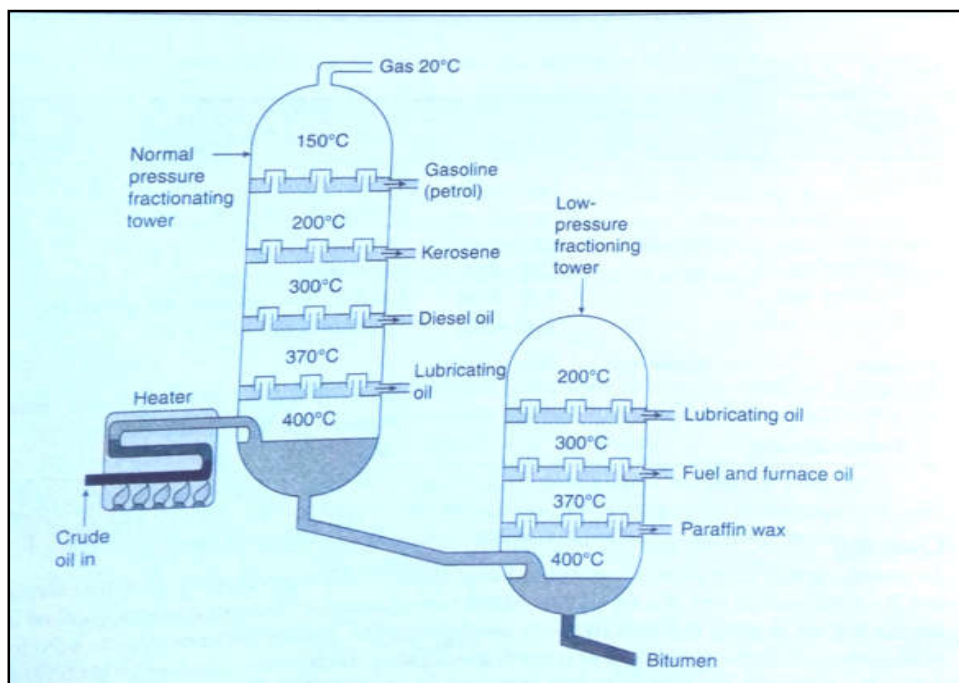 Gas 20°C
150°C
Normal
pressure
fractionating
tower
Gasoline
(petrol)
200°C
Kerosene
300°C
Diesel oil
370°C
Lubricating
oil
400°C
Heater
Crude
oil in
Low-
pressure
fractioning
tower
200°C
Lubricating oil
300°C
Fuel and furnace oil
370°C
Paraffin wax
400°C
Bitumen